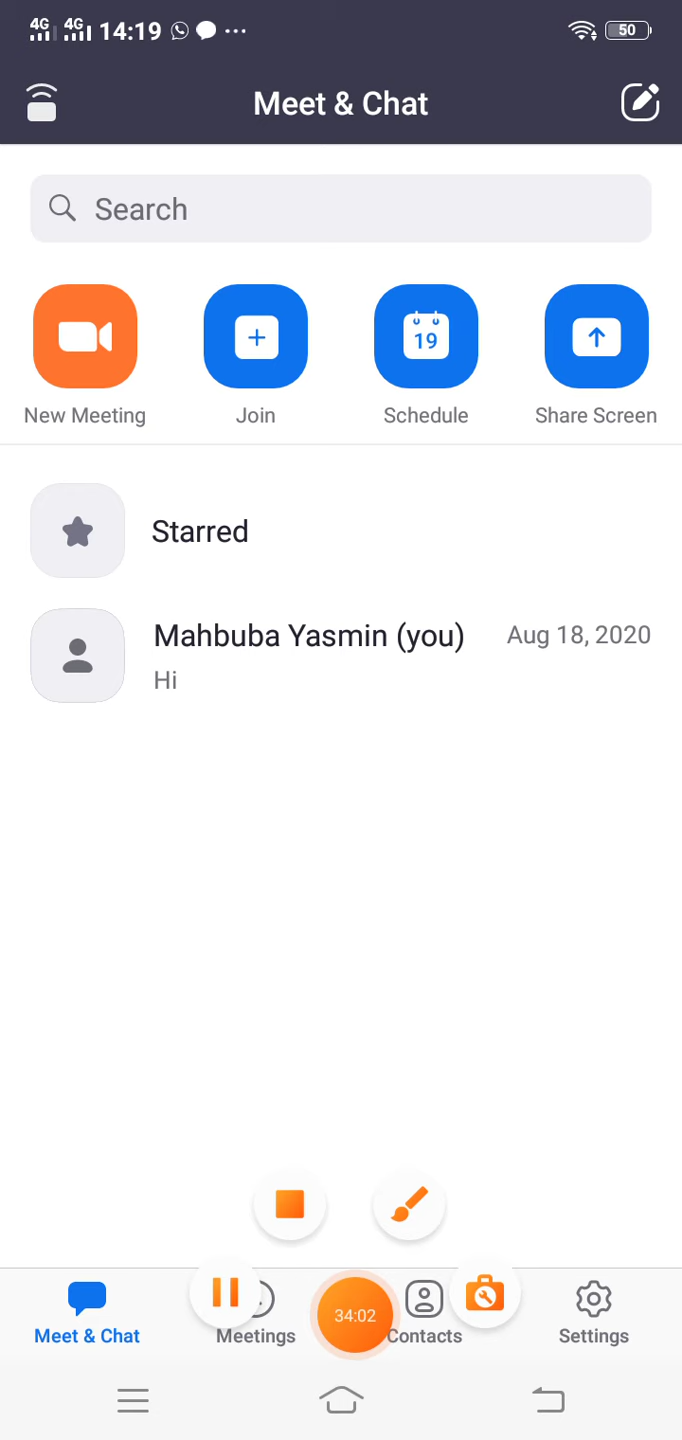 4G 4G 14:19 50
Meet & Chat
Search
19
New Meeting Join Schedule Share Screen
Starred
Mahbuba Yasmin (you) Aug 18, 2020
Hi
34:02
Meet & Chat Meetings Contacts Settings